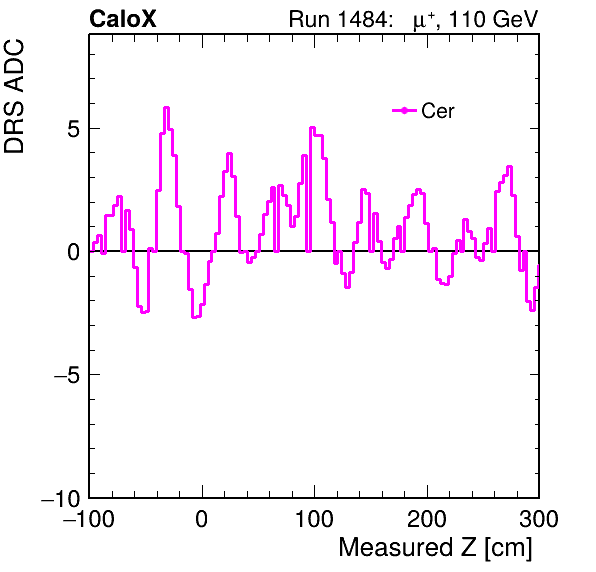 CaloX
Run 1484: μ⁺, 110 GeV
DRS ADC
Cer
5
0
−5
−10
−100 0 100 200 300
Measured Z [cm]